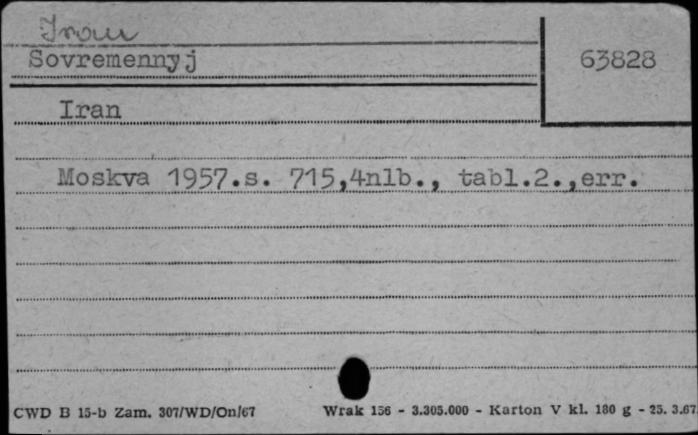 Iran
Sovremennyj
63828
Iran
Moskva 1957.s. 715,4nlb., tabl.2.,err.
CWD B 15-b Zam. 307/WD/On/67 Wrak 156 - 3.305.000 - Karton V kl. 180 g - 25. 3.67